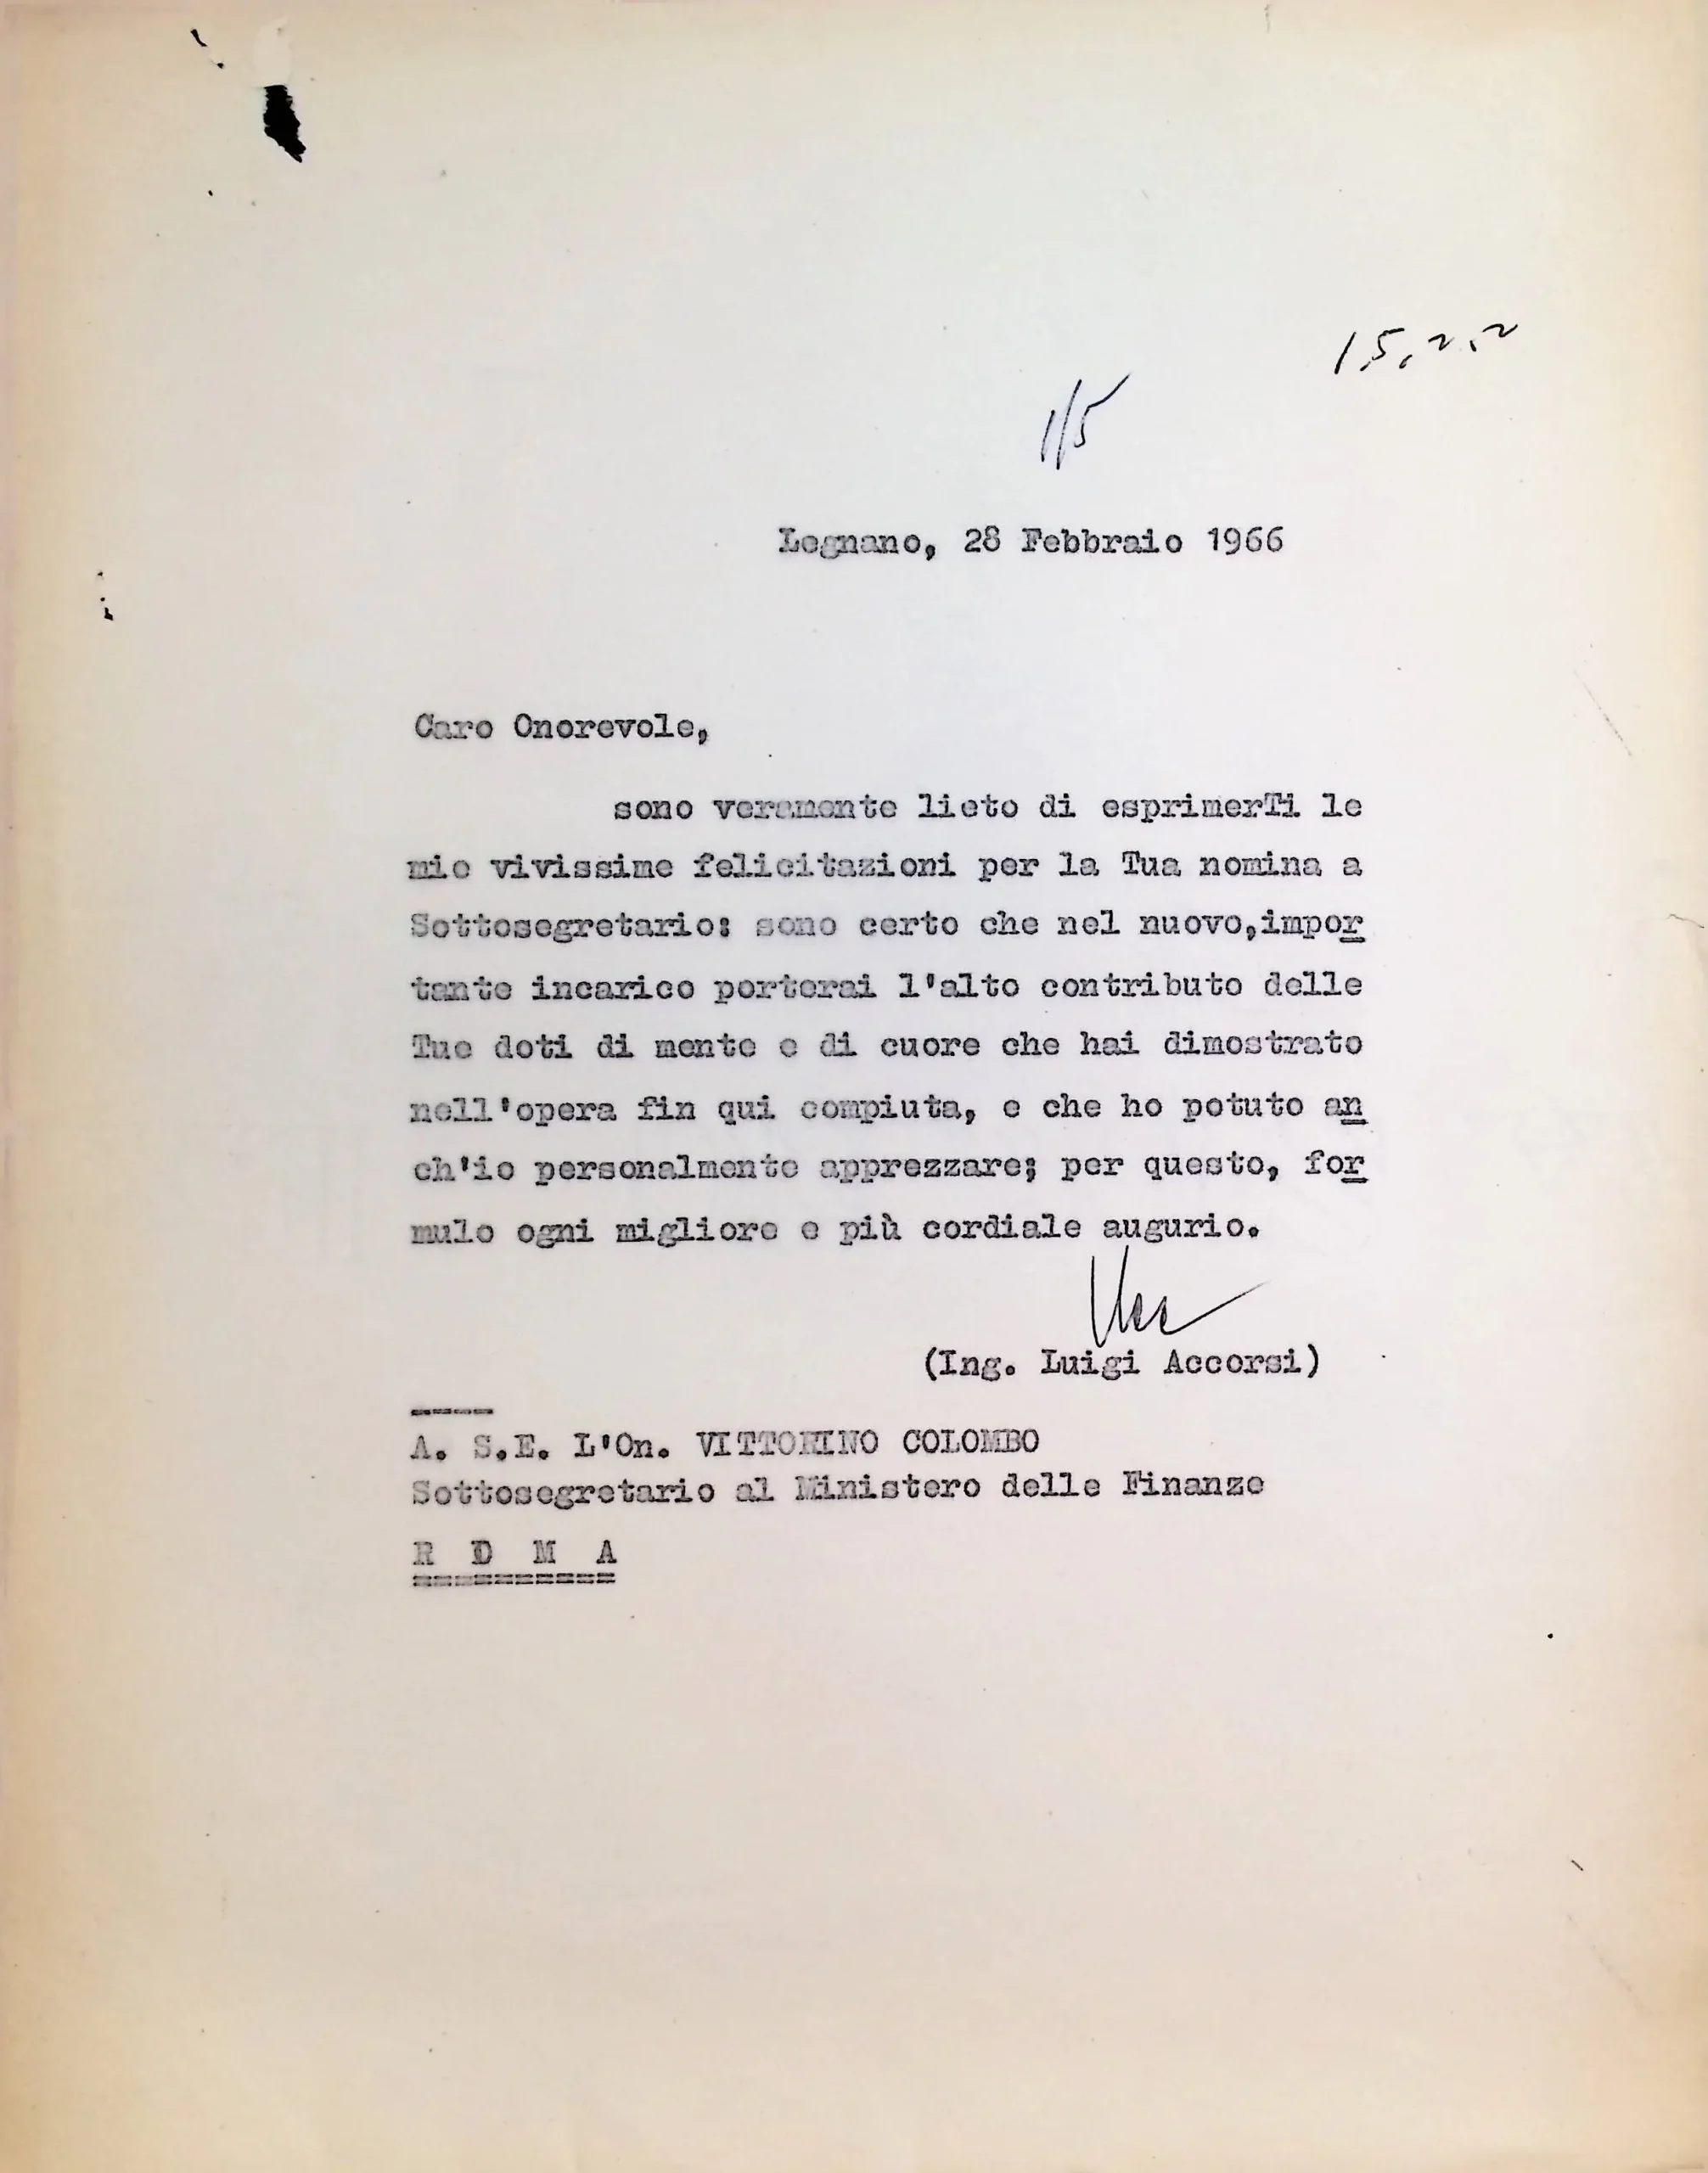 15.2.2
1/5
Legnano, 28 Febbraio 1966
Caro Onorevole,
sono veramente lieto di esprimerTi le
mie vivissime felicitazioni per la Tua nomina a
Sottosegretario: sono certo che nel nuovo,impor
tante incarico porterai l'alto contributo delle
Tue doti di mente e di cuore che hai dimostrato
nell'opera fin qui compiuta, e che ho potuto an
ch'io personalmente apprezzare; per questo, for
mulo ogni migliore e più cordiale augurio.
(Ing. Luigi Accorsi)
A. S.E. L'On. VITTORINO COLOMBO
Sottosegretario al Ministero delle Finanze
R O M A